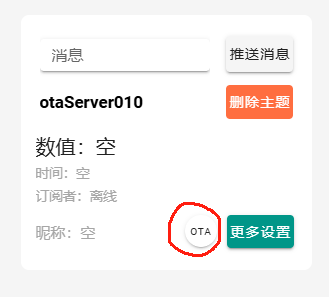 消息
推送消息
otaServer010
删除主题
数值：空
时间：空
订阅者：离线
昵称：空
OTA
更多设置